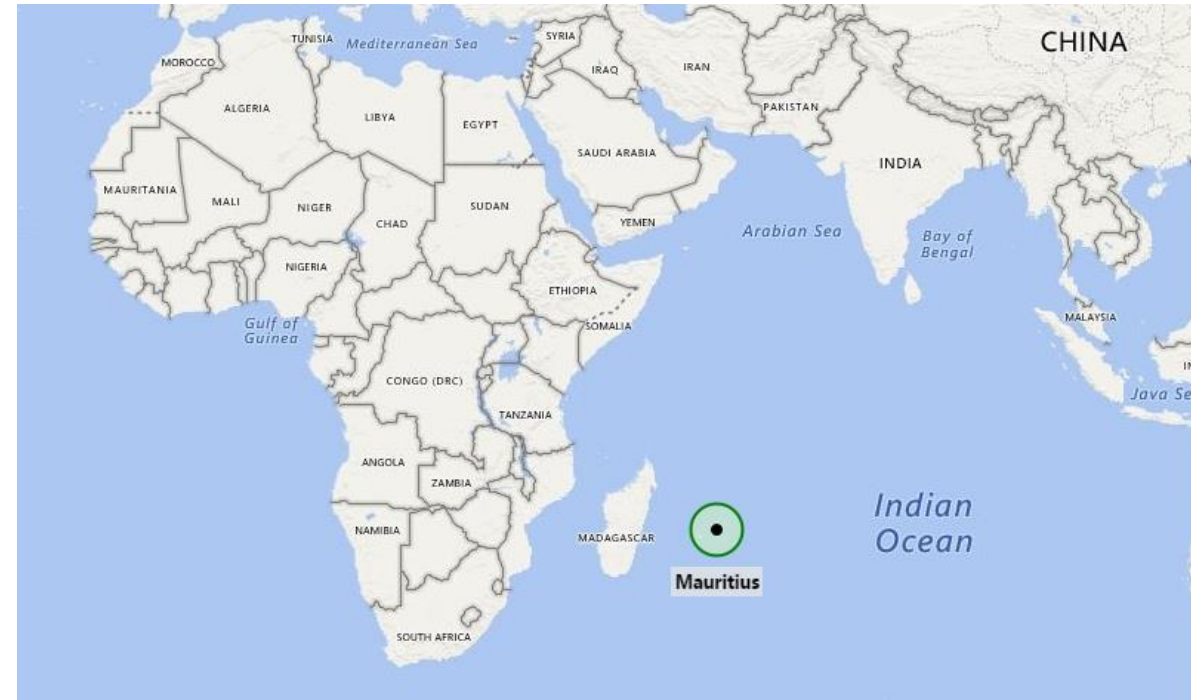 CHINA
TUNISIA
Mediterranean Sea
SYRIA
MOROCCO
IRAQ
IRAN
ALGERIA
LIBYA
EGYPT
PAKISTAN
SAUDI ARABIA
INDIA
MAURITANIA
MALI
NIGER
CHAD
SUDAN
YEMEN
Arabian Sea
Bay of
Bengal
NIGERIA
ETHIOPIA
Gulf of
Guinea
SOMALIA
MALAYSIA
CONGO (DRC)
IN
Java Se
TANZANIA
ANGOLA
ZAMBIA
Indian
Ocean
NAMIBIA
MADAGASCAR
Mauritius
SOUTH AFRICA